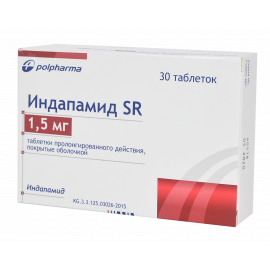 polpharma
30 таблеток
Индапамид SR
1,5 мг
таблетки пролонгированного действия,
покрытые оболочкой
Индапамид
KG.3.3.125.03026-2015